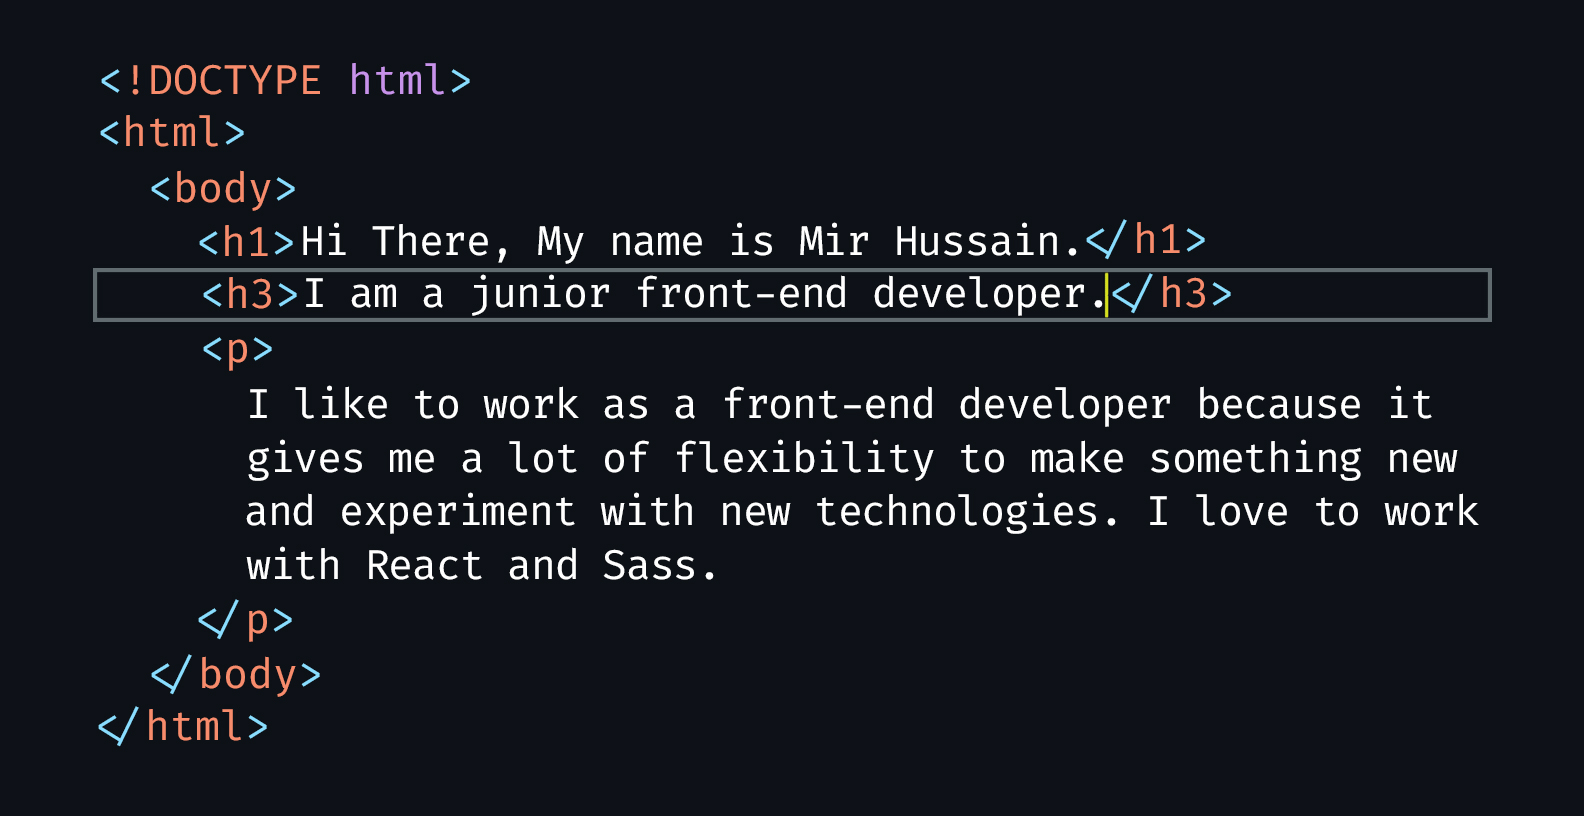 <!DOCTYPE html>
<html>
<body>
<h1>Hi There, My name is Mir Hussain.</h1>
<h3>I am a junior front-end developer.</h3>
<p>
I like to work as a front-end developer because it
gives me a lot of flexibility to make something new
and experiment with new technologies. I love to work
with React and Sass.
</p>
</body>
</html>